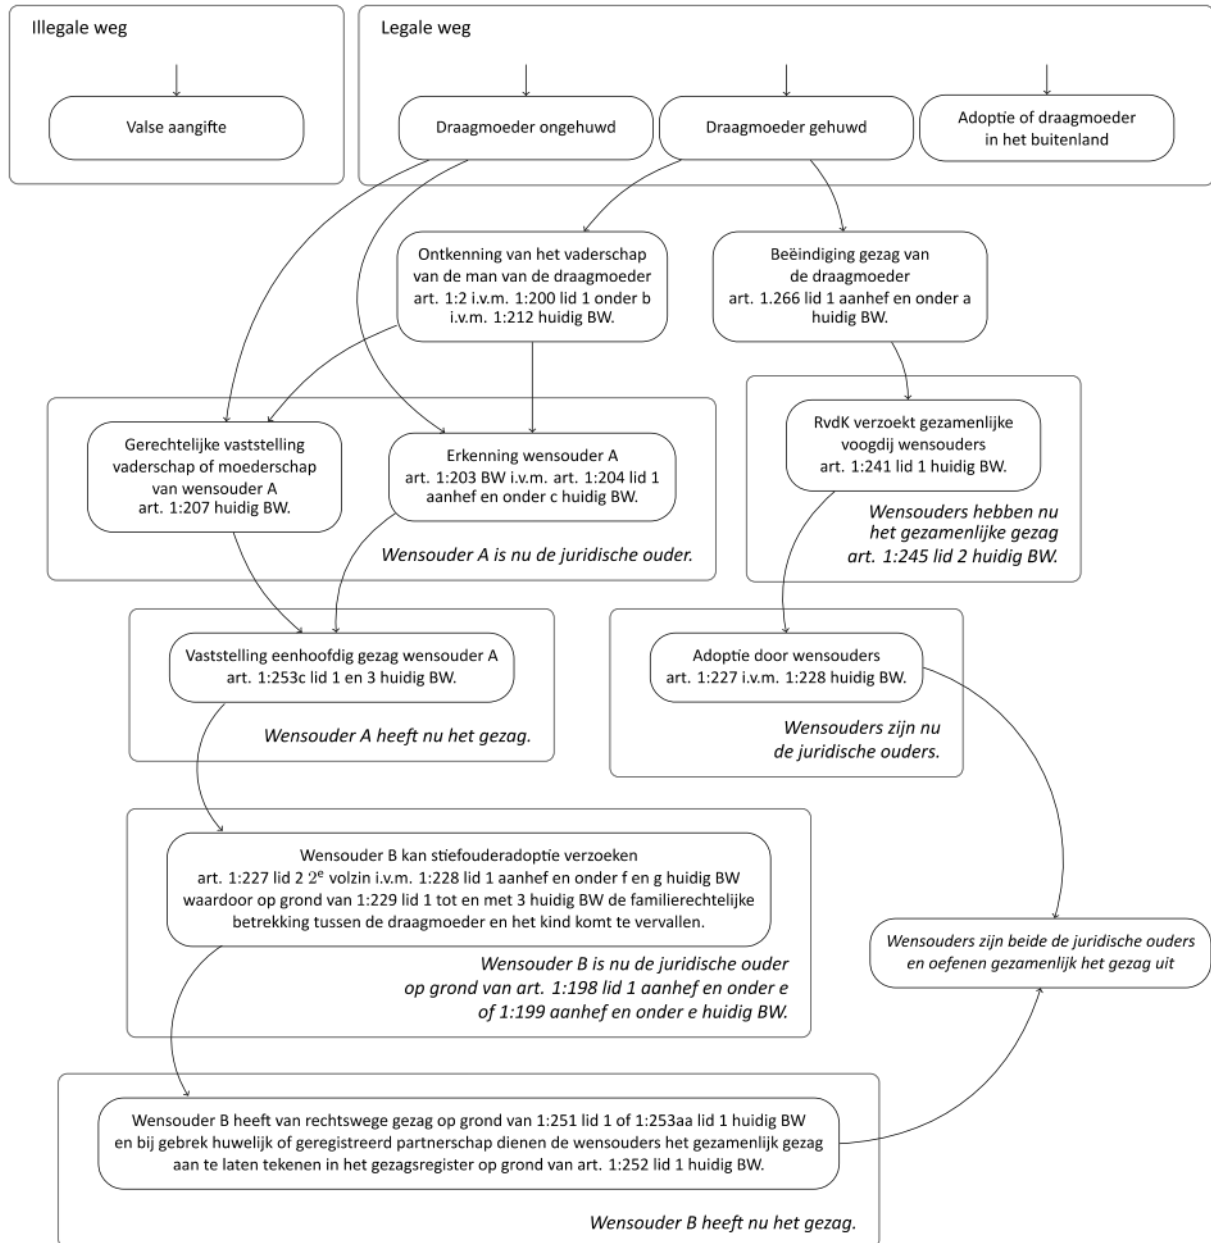 Illegale weg
Valse aangifte
Legale weg
Draagmoeder ongehuwd
Draagmoeder gehuwd
Adoptie of draagmoeder
in het buitenland
Ontkenning van het vaderschap
van de man van de draagmoeder
art. 1:2 i.v.m. 1:200 lid 1 onder b
i.v.m. 1:212 huidig BW.
Beëindiging gezag van
de draagmoeder
art. 1.266 lid 1 aanhef en onder a
huidig BW.
Gerechtelijke vaststelling
vaderschap of moederschap
van wensouder A
art. 1:207 huidig BW.
Erkenning wensouder A
art. 1:203 BW i.v.m. art. 1:204 lid 1
aanhef en onder c huidig BW.
Wensouder A is nu de juridische ouder.
RvdK verzoekt gezamenlijke
voogdij wensouders
art. 1:241 lid 1 huidig BW.
Wensouders hebben nu
het gezamenlijke gezag
art. 1:245 lid 2 huidig BW.
Vaststelling eenhoofdig gezag wensouder A
art. 1:253c lid 1 en 3 huidig BW.
Wensouder A heeft nu het gezag.
Adoptie door wensouders
art. 1:227 i.v.m. 1:228 huidig BW.
Wensouders zijn nu
de juridische ouders.
Wensouder B kan stiefouderadoptie verzoeken
art. 1:227 lid 2 2e volzin i.v.m. 1:228 lid 1 aanhef en onder f en g huidig BW
waardoor op grond van 1:229 lid 1 tot en met 3 huidig BW de familierechtelijke
betrekking tussen de draagmoeder en het kind komt te vervallen.
Wensouder B is nu de juridische ouder
op grond van art. 1:198 lid 1 aanhef en onder e
of 1:199 aanhef en onder e huidig BW.
Wensouders zijn beide de juridische ouders
en oefenen gezamenlijk het gezag uit
Wensouder B heeft van rechtswege gezag op grond van 1:251 lid 1 of 1:253aa lid 1 huidig BW
en bij gebrek huwelijk of geregistreerd partnerschap dienen de wensouders het gezamenlijk gezag
aan te laten tekenen in het gezagsregister op grond van art. 1:252 lid 1 huidig BW.
Wensouder B heeft nu het gezag.